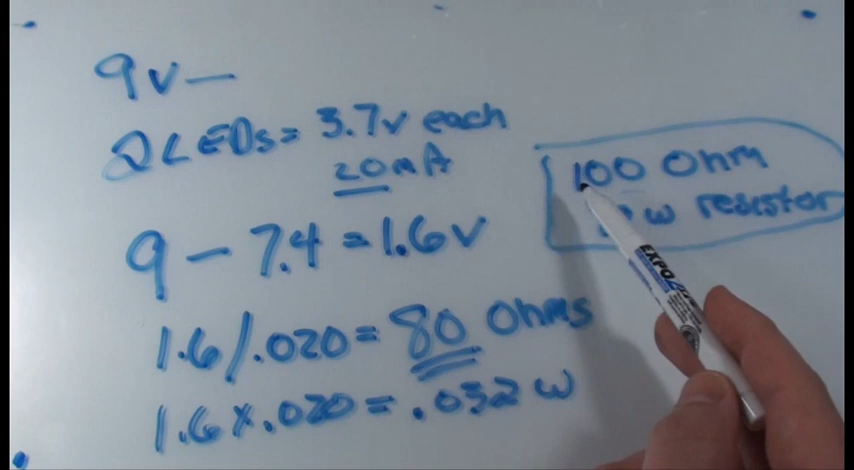 9v—
2 LEDs = 3.7v each
20mA
9 - 7.4 = 1.6v
1.6/.020 = 80 Ohms
1.6 x .020 = .032 w
100 Ohm
w resistor
EXPO